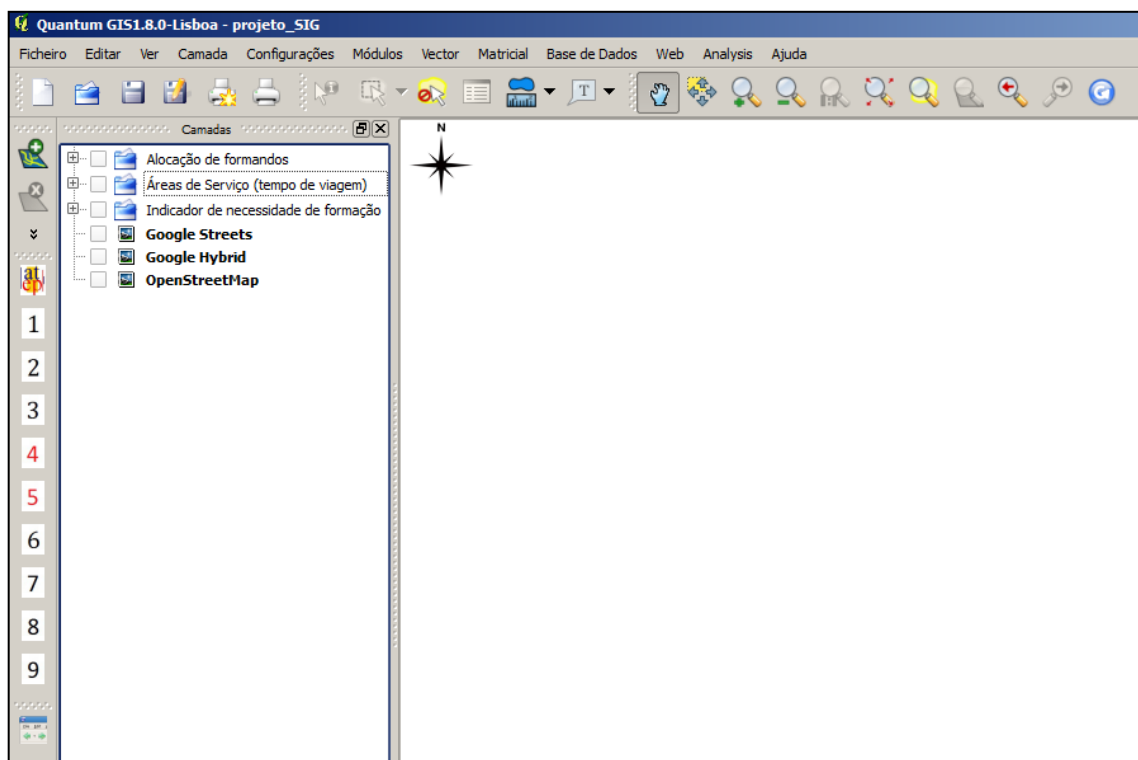 Quantum GIS1.8.0-Lisboa - projeto_SIG
Ficheiro Editar Ver Camada Configurações Módulos Vector Matricial Base de Dados Web Analysis Ajuda
T
Camadas
N
Alocação de formandos
Áreas de Serviço (tempo de viagem)
Indicador de necessidade de formação
Google Streets
Google Hybrid
OpenStreetMap
at
ep
1
2
3
4
5
6
7
8
9